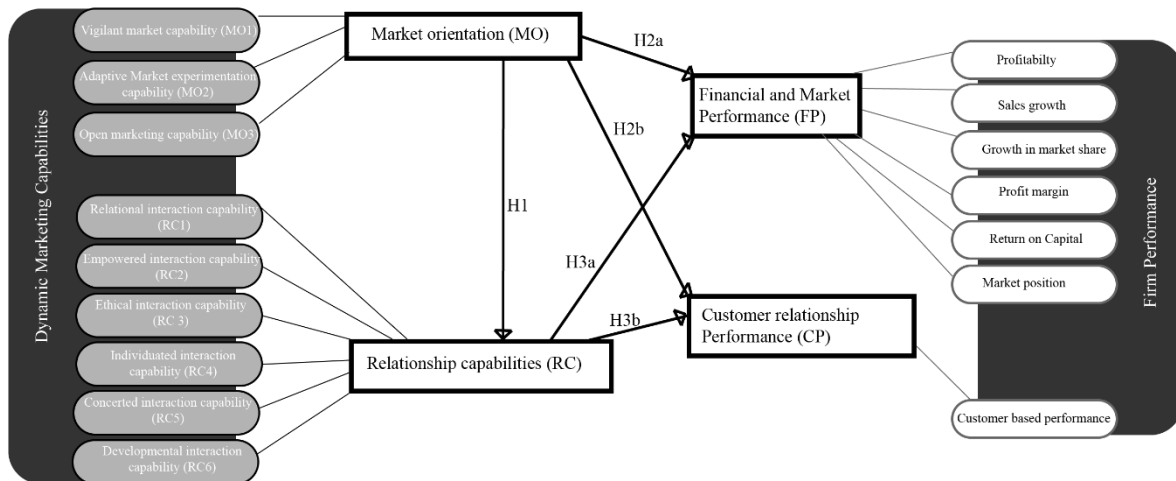 Dynamic Marketing Capabilities
Vigilant market capability (MO1)
Adaptive Market experimentation
capability (MO2)
Open marketing capability (MO3
Relational interaction capability
(RC1)
Empowered interaction capability
(RC2)
Ethical interaction capability
(RC 3)
Individuated interaction
capability (RC4)
Concerted interaction capability
(RC5)
Developmental interaction
capability (RC6)
Market orientation (MO)
Relationship capabilities (RC)
H1
H2a
H2b
H3a
H3b
Financial and Market
Performance (FP)
Customer relationship
Performance (CP)
Profitabilty
Sales growth
Growth in market share
Profit margin
Return on Capital
Market position
Customer based performance
Firm Performance